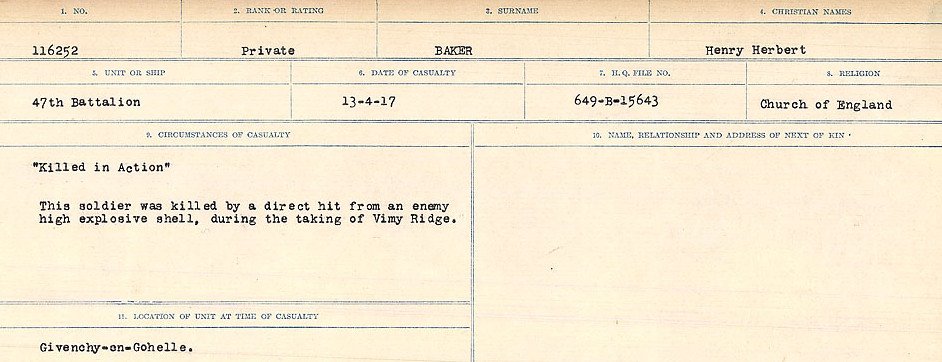 1. NO. 2. RANK OR RATING 3. SURNAME 4. CHRISTIAN NAMES
116252 Private BAKER Henry Herbert
5. UNIT OR SHIP 6. DATE OF CASUALTY 7. H. Q. FILE NO. 8. RELIGION
47th Battalion 13-4-17 649-B-15643 Church of England
9. CIRCUMSTANCES OF CASUALTY 10. NAME, RELATIONSHIP AND ADDRESS OF NEXT OF KIN
"Killed in Action"
This soldier was killed by a direct hit from an enemy
high explosive shell, during the taking of Vimy Ridge.
11. LOCATION OF UNIT AT TIME OF CASUALTY
Givenchy-en-Gohelle.